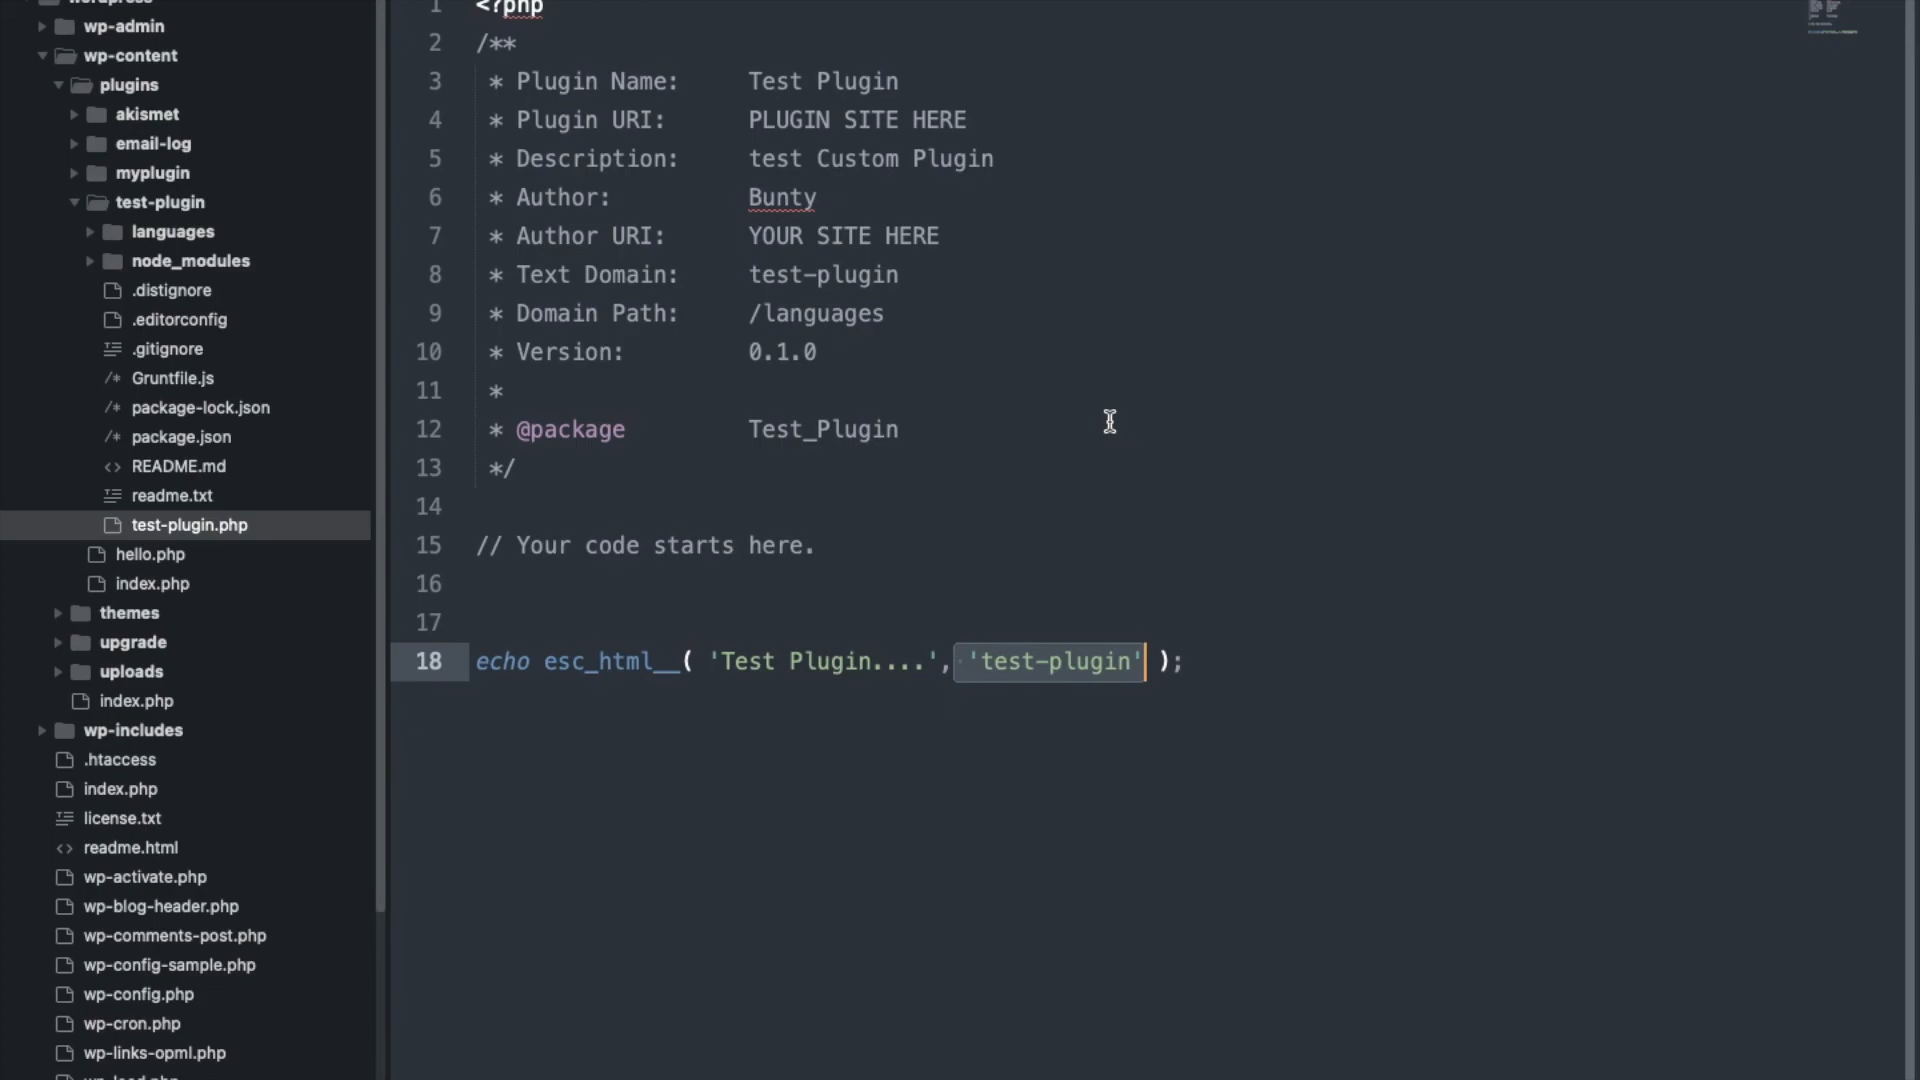 wordpress
wp-admin
wp-content
plugins
akismet
email-log
myplugin
test-plugin
languages
node_modules
.distignore
.editorconfig
.gitignore
/* Gruntfile.js
/* package-lock.json
/* package.json
<> README.md
readme.txt
test-plugin.php
hello.php
index.php
themes
upgrade
uploads
index.php
wp-includes
.htaccess
index.php
license.txt
<> readme.html
wp-activate.php
wp-blog-header.php
wp-comments-post.php
wp-config-sample.php
wp-config.php
wp-cron.php
wp-links-opml.php
wp-load.php
1 <?php
2 /**
3 * Plugin Name: Test Plugin
4 * Plugin URI: PLUGIN SITE HERE
5 * Description: test Custom Plugin
6 * Author: Bunty
7 * Author URI: YOUR SITE HERE
8 * Text Domain: test-plugin
9 * Domain Path: /languages
10 * Version: 0.1.0
11 *
12 * @package Test_Plugin
13 */
14
15 // Your code starts here.
16
17
18 echo esc_html__( 'Test Plugin....', 'test-plugin' );